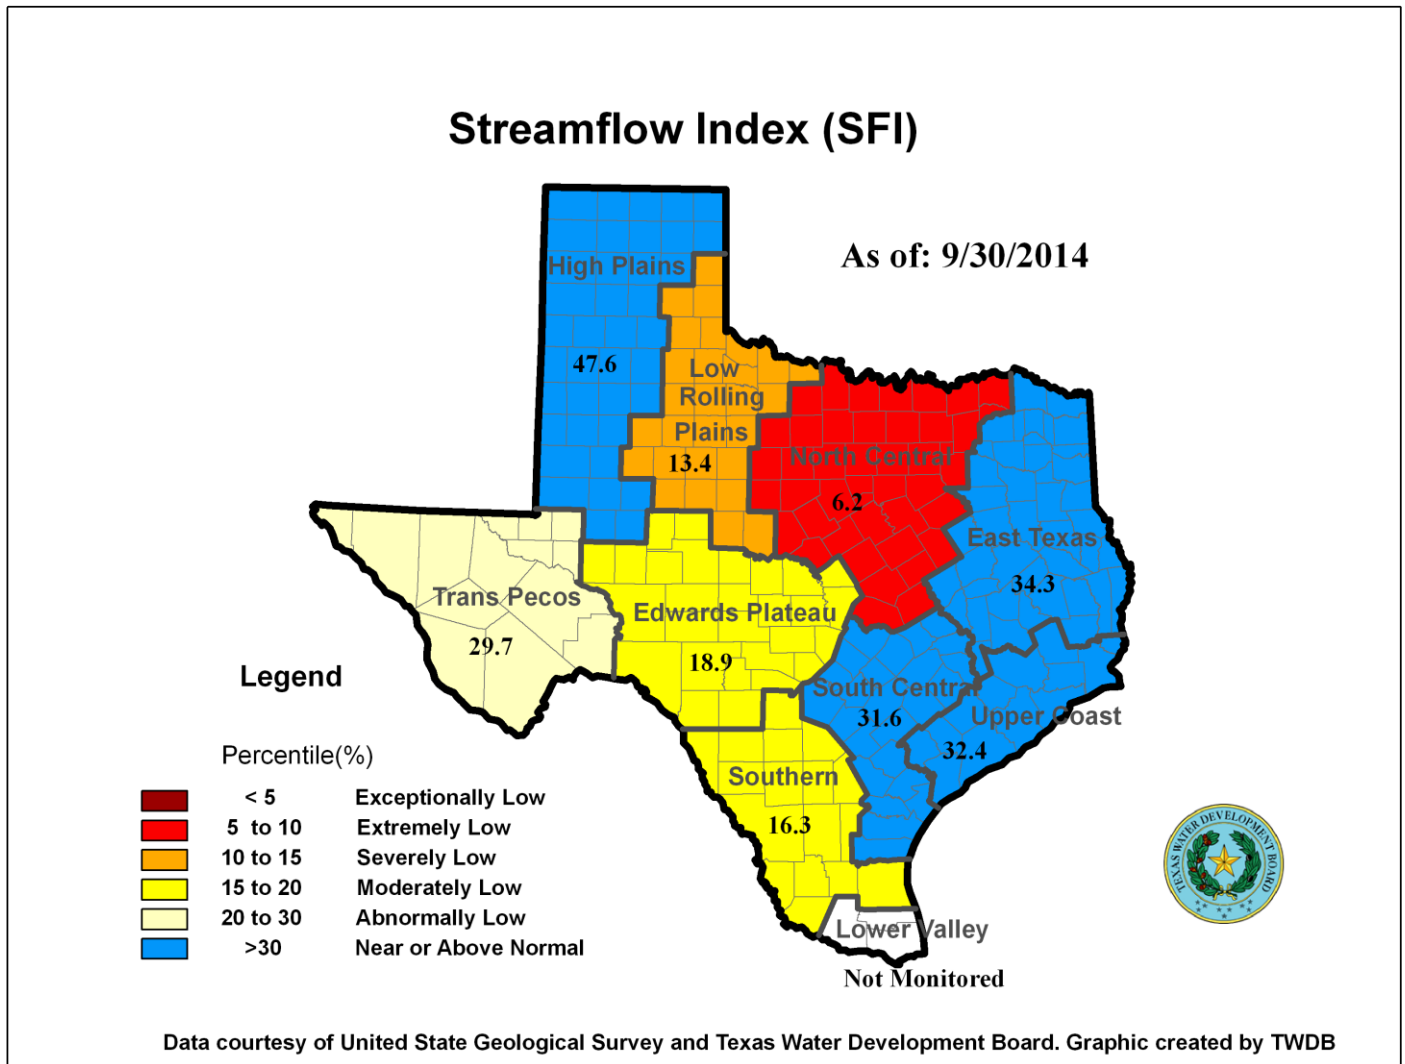 Streamflow Index (SFI)
As of: 9/30/2014
High Plains
47.6
Low
Rolling
Plains
13.4
North Central
6.2
East Texas
34.3
Trans Pecos
29.7
Edwards Plateau
18.9
South Central
31.6
Upper Coast
32.4
Southern
16.3
Lower Valley
Not Monitored
Legend
Percentile(%)
< 5 Exceptionally Low
5 to 10 Extremely Low
10 to 15 Severely Low
15 to 20 Moderately Low
20 to 30 Abnormally Low
>30 Near or Above Normal
TEXAS WATER DEVELOPMENT BOARD
Data courtesy of United State Geological Survey and Texas Water Development Board. Graphic created by TWDB